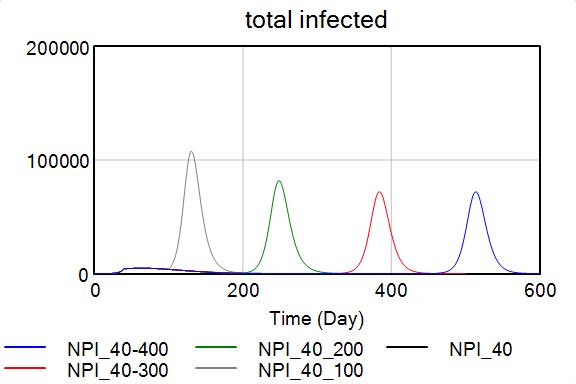 total infected
200000
100000
0
0 200 400 600
Time (Day)
NPI_40-400 NPI_40_200 NPI_40
NPI_40-300 NPI_40_100